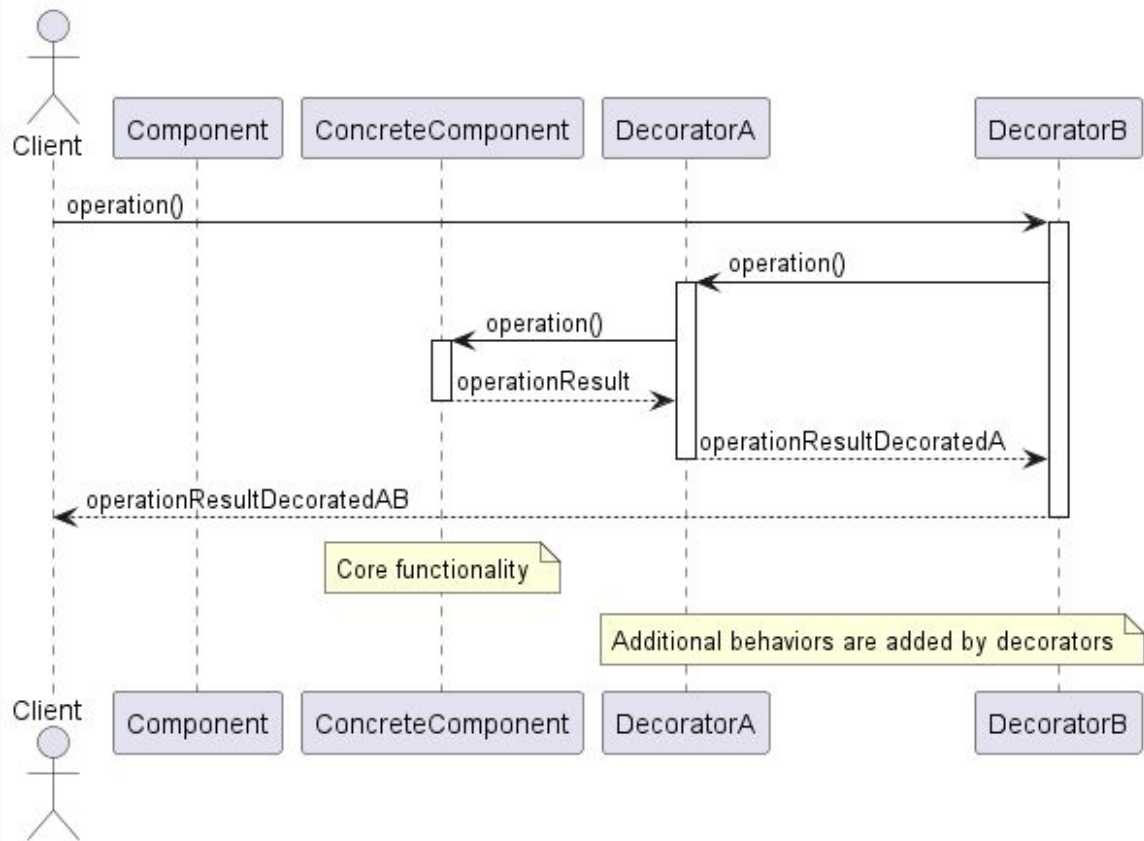 Client
Component
ConcreteComponent
DecoratorA
DecoratorB
operation()
operation()
operation()
operationResult
operationResultDecoratedA
operationResultDecoratedAB
Core functionality
Additional behaviors are added by decorators
Client
Component
ConcreteComponent
DecoratorA
DecoratorB